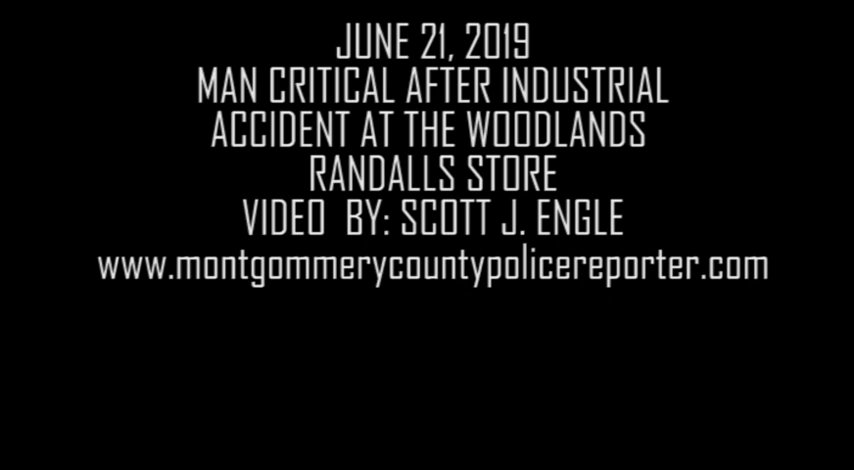 JUNE 21, 2019
MAN CRITICAL AFTER INDUSTRIAL
ACCIDENT AT THE WOODLANDS
RANDALLS STORE
VIDEO BY: SCOTT J. ENGLE
www.montgommerycountypolicereporter.com